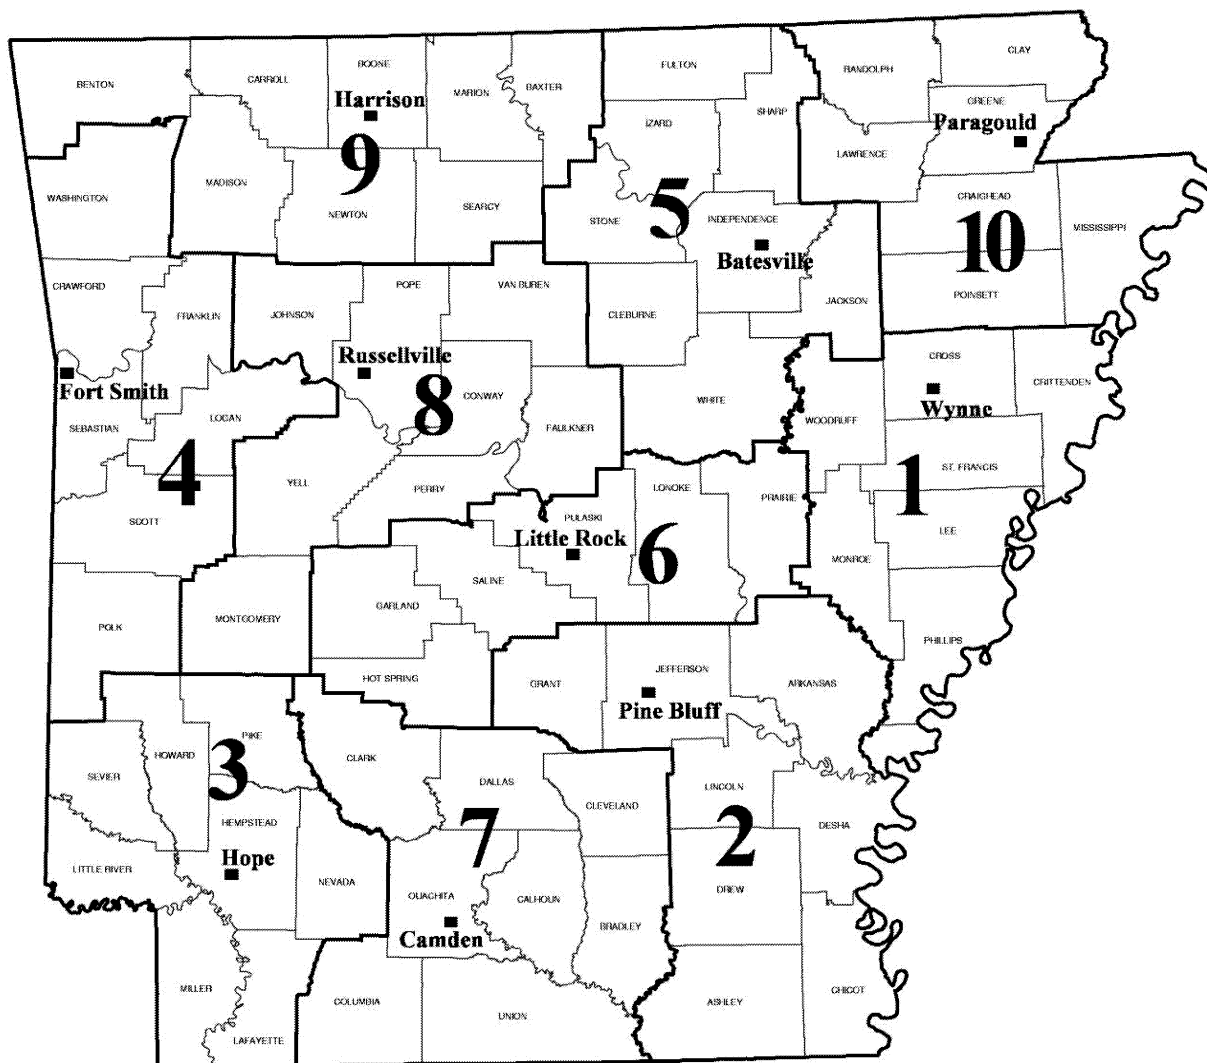 CLAY
FULTON
RANDOLPH
BOONE
CARROLL
BENTON
MARION
BAXTER
GREENE
Harrison
SHARP
IZARD
Paragould
LAWRENCE
9
MADISON
CRAIGHEAD
WASHINGTON
NEWTON
SEARCY
5
STONE
INDEPENDENCE
MISSISSIPPI
10
Batesville
CRAWFORD
POPE
VAN BUREN
POINSETT
JACKSON
FRANKLIN
JOHNSON
CLEBURNE
Russellville
CROSS
CRITTENDEN
Fort Smith
CONWAY
WHITE
8
Wynne
LOGAN
WOODRUFF
SEBASTIAN
FAULKNER
4
ST. FRANCIS
1
YELL
PERRY
LONOKE
PRAIRIE
SCOTT
PULASKI
LEE
Little Rock
6
MONROE
SALINE
GARLAND
MONTGOMERY
POLK
PHILLIPS
JEFFERSON
HOT SPRING
GRANT
ARKANSAS
Pine Bluff
PIKE
HOWARD
CLARK
3
SEVIER
DALLAS
LINCOLN
CLEVELAND
HEMPSTEAD
7
2
DESHA
Hope
LITTLE RIVER
NEVADA
DREW
OUACHITA
CALHOUN
BRADLEY
Camden
MILLER
CHICOT
COLUMBIA
ASHLEY
UNION
LAFAYETTE